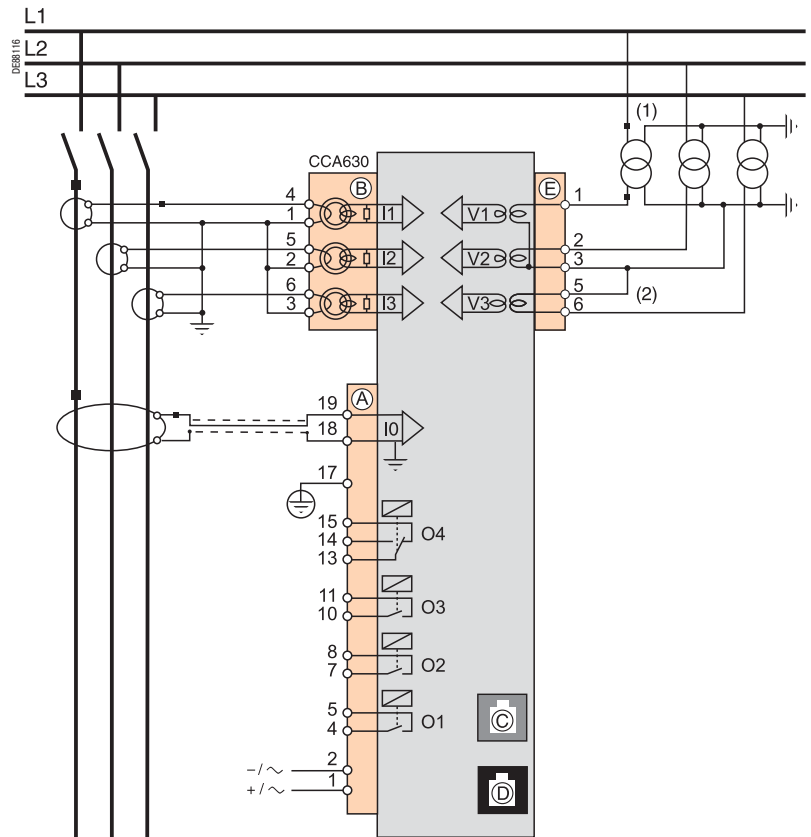 L1
DE88116
L2
L3
(1)
CCA630
B
E
4
I1
V1
1
1
5
I2
V2
2
2
3
6
I3
V3
5
(2)
3
6
A
19
I0
18
17
15
O4
14
13
11
O3
10
8
O2
7
5
O1
4
C
2
-/~
1
+/~
D